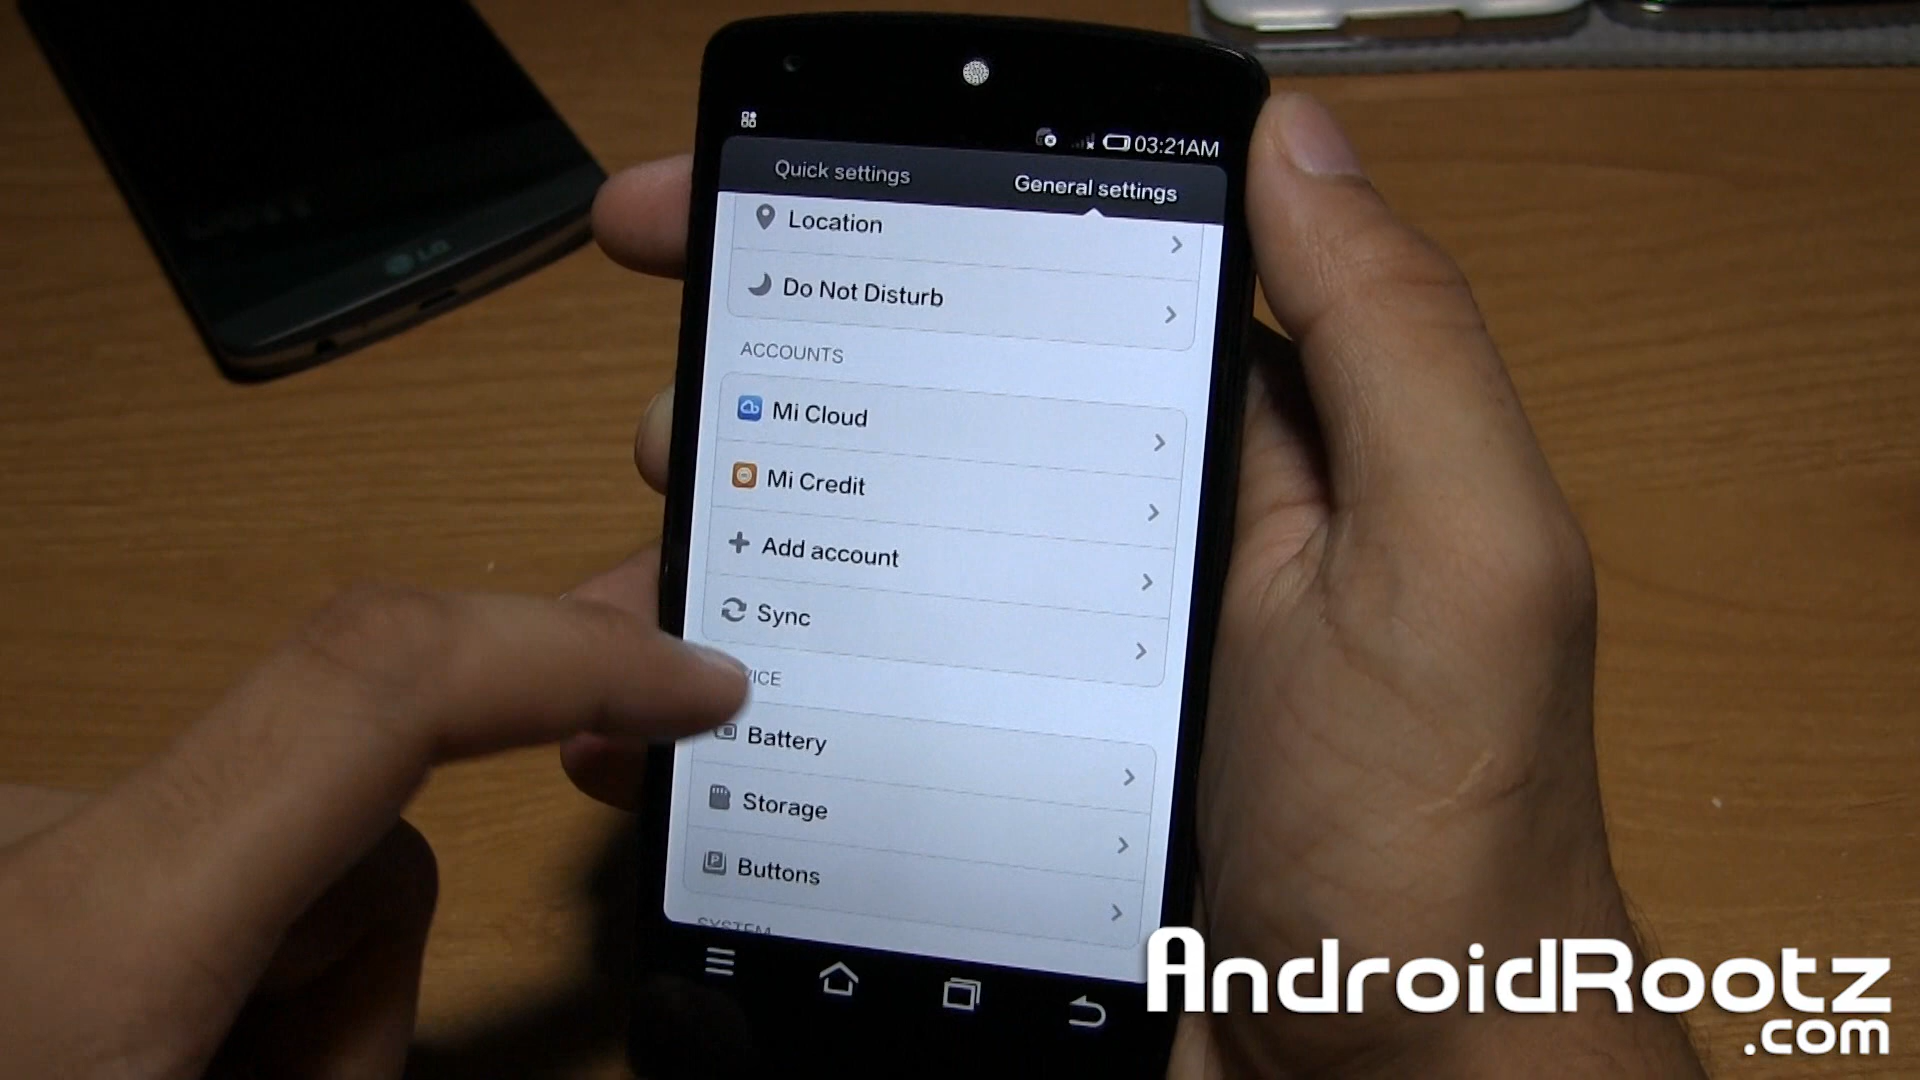 03:21AM
Quick settings
General settings
Location
Do Not Disturb
ACCOUNTS
Mi Cloud
Mi Credit
Add account
Sync
VICE
Battery
Storage
Buttons
SYSTEM
LG
AndroidRootz
.com